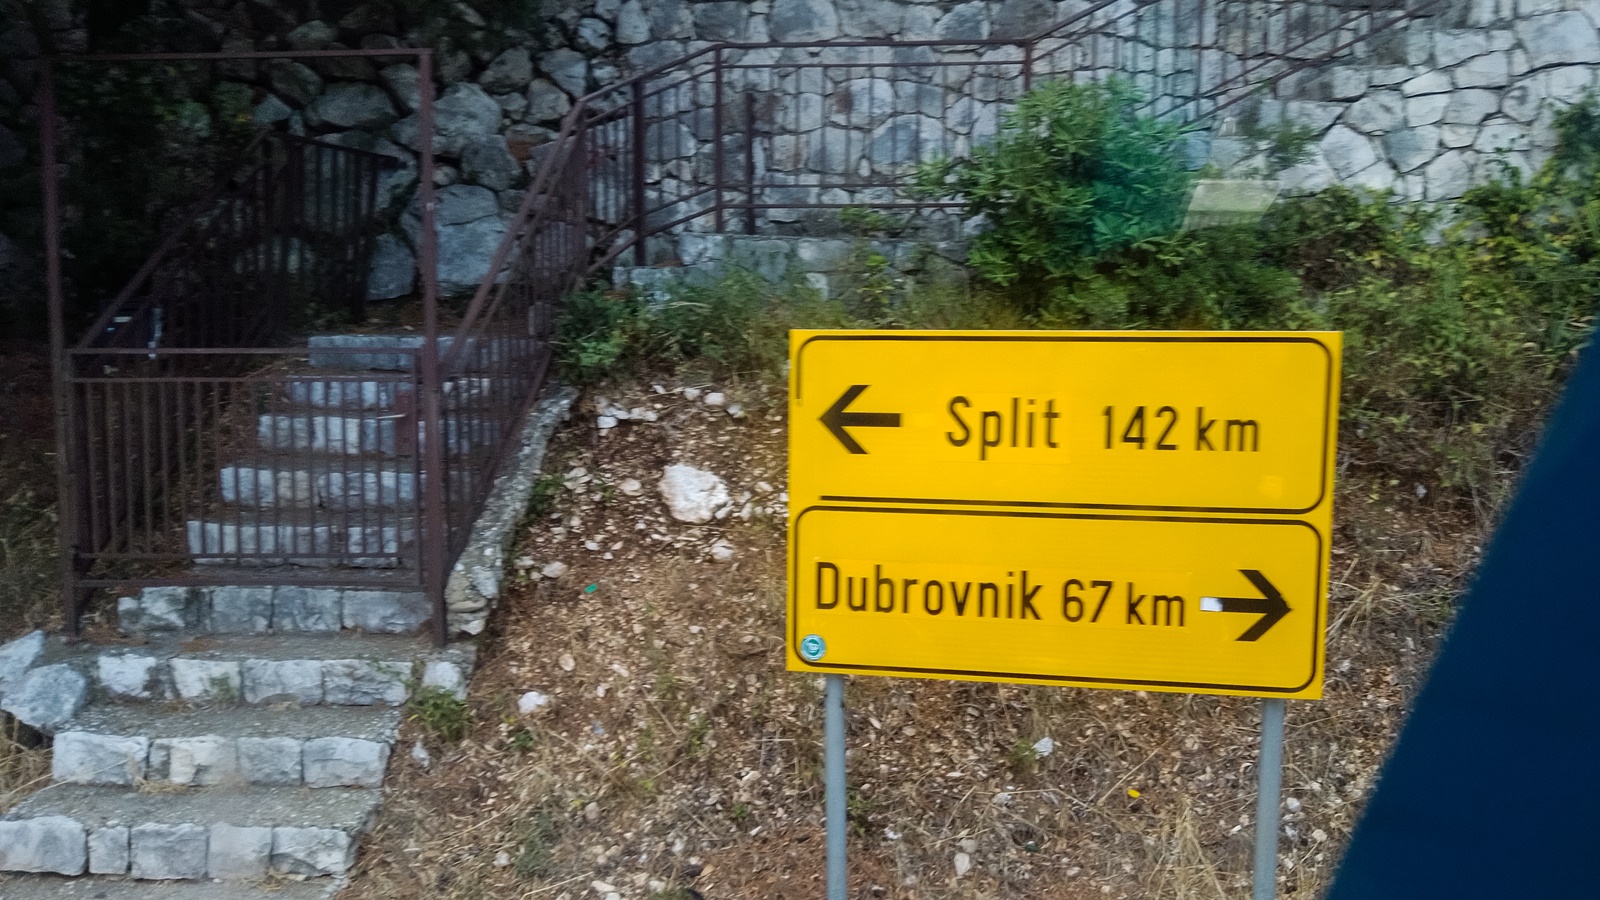 Split 142 km
Dubrovnik 67 km